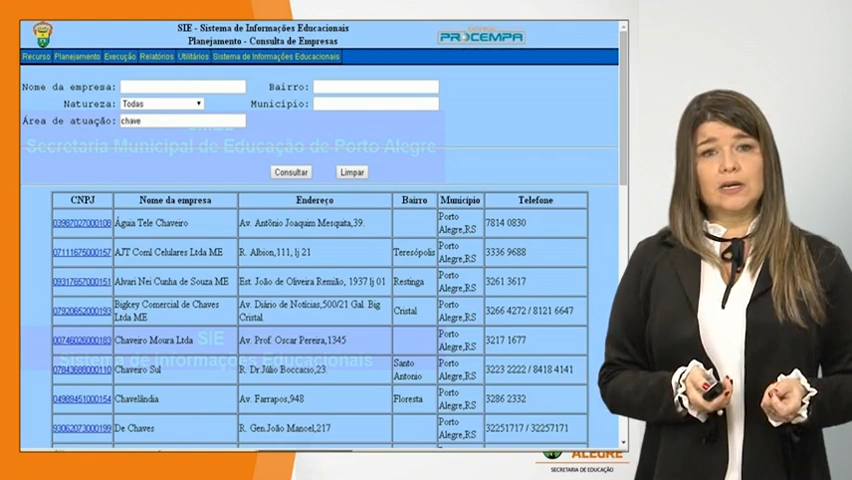 SIE - Sistema de Informações Educacionais
Planejamento - Consulta de Empresas
PROCEMPA
Recurso Planejamento Execução Relatórios Utilitários Sistema de Informações Educacionais
Nome da empresa: Bairro:
Natureza: Todas Município:
Área de atuação: chave
Secretaria Municipal de Educação de Porto Alegre
Consultar Limpar
CNPJ Nome da empresa Endereço Bairro Município Telefone
03987027000108 Águia Tele Chaveiro Av. Antônio Joaquim Mesquita,39. Porto Alegre,RS 7814 0830
07111675000157 AJT Coml Celulares Ltda ME R. Albion,111, lj 21 Teresópolis Porto Alegre,RS 3336 9688
09317657000151 Alvari Nei Cunha de Souza ME Est. João de Oliveira Remião, 1937 lj 01 Restinga Porto Alegre,RS 3261 3617
07920652000193 Bigkey Comercial de Chaves Ltda ME Av. Diário de Notícias,500/21 Gal. Big Cristal Cristal Porto Alegre,RS 3266 4272 / 8121 6647
00746026000183 Chaveiro Moura Ltda Av. Prof. Oscar Pereira,1345 Porto Alegre,RS 3217 1677
SIE
Sistema de Informações Educacionais
07843688000110 Chaveiro Sul R. Dr.Júlio Boccacio,23. Santo Antonio Porto Alegre,RS 3223 2222 / 8418 4141
04989451000154 Chavelândia Av. Farrapos,948 Floresta Porto Alegre,RS 3286 2332
93062073000199 De Chaves R. Gen.João Manoel,217 Porto Alegre,RS 32251717 / 32257171
ALEGRE
SECRETARIA DE EDUCAÇÃO